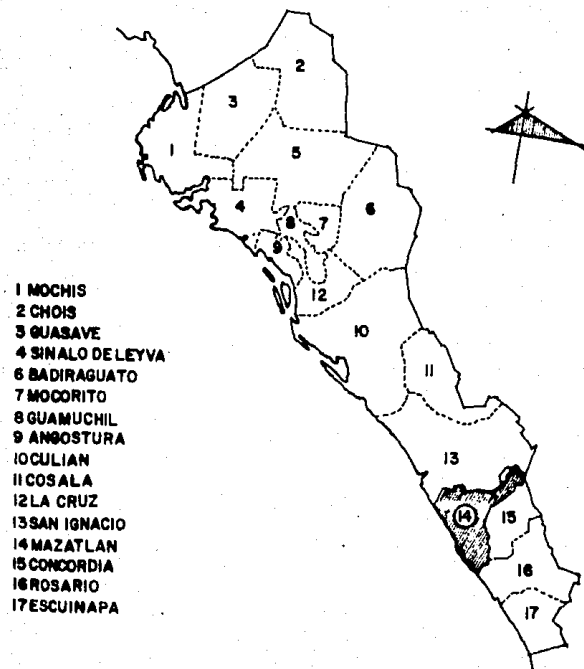 2
3
1
5
4
8
7
6
9
12
10
11
13
14
15
16
17
1 MOCHIS
2 CHOIS
3 GUASAVE
4 SINALO DE LEYVA
6 BADIRAGUATO
7 MOCORITO
8 GUAMUCHIL
9 ANGOSTURA
10 CULIAN
11 COSALA
12 LA CRUZ
13 SAN IGNACIO
14 MAZATLAN
15 CONCORDIA
16 ROSARIO
17 ESCUINAPA